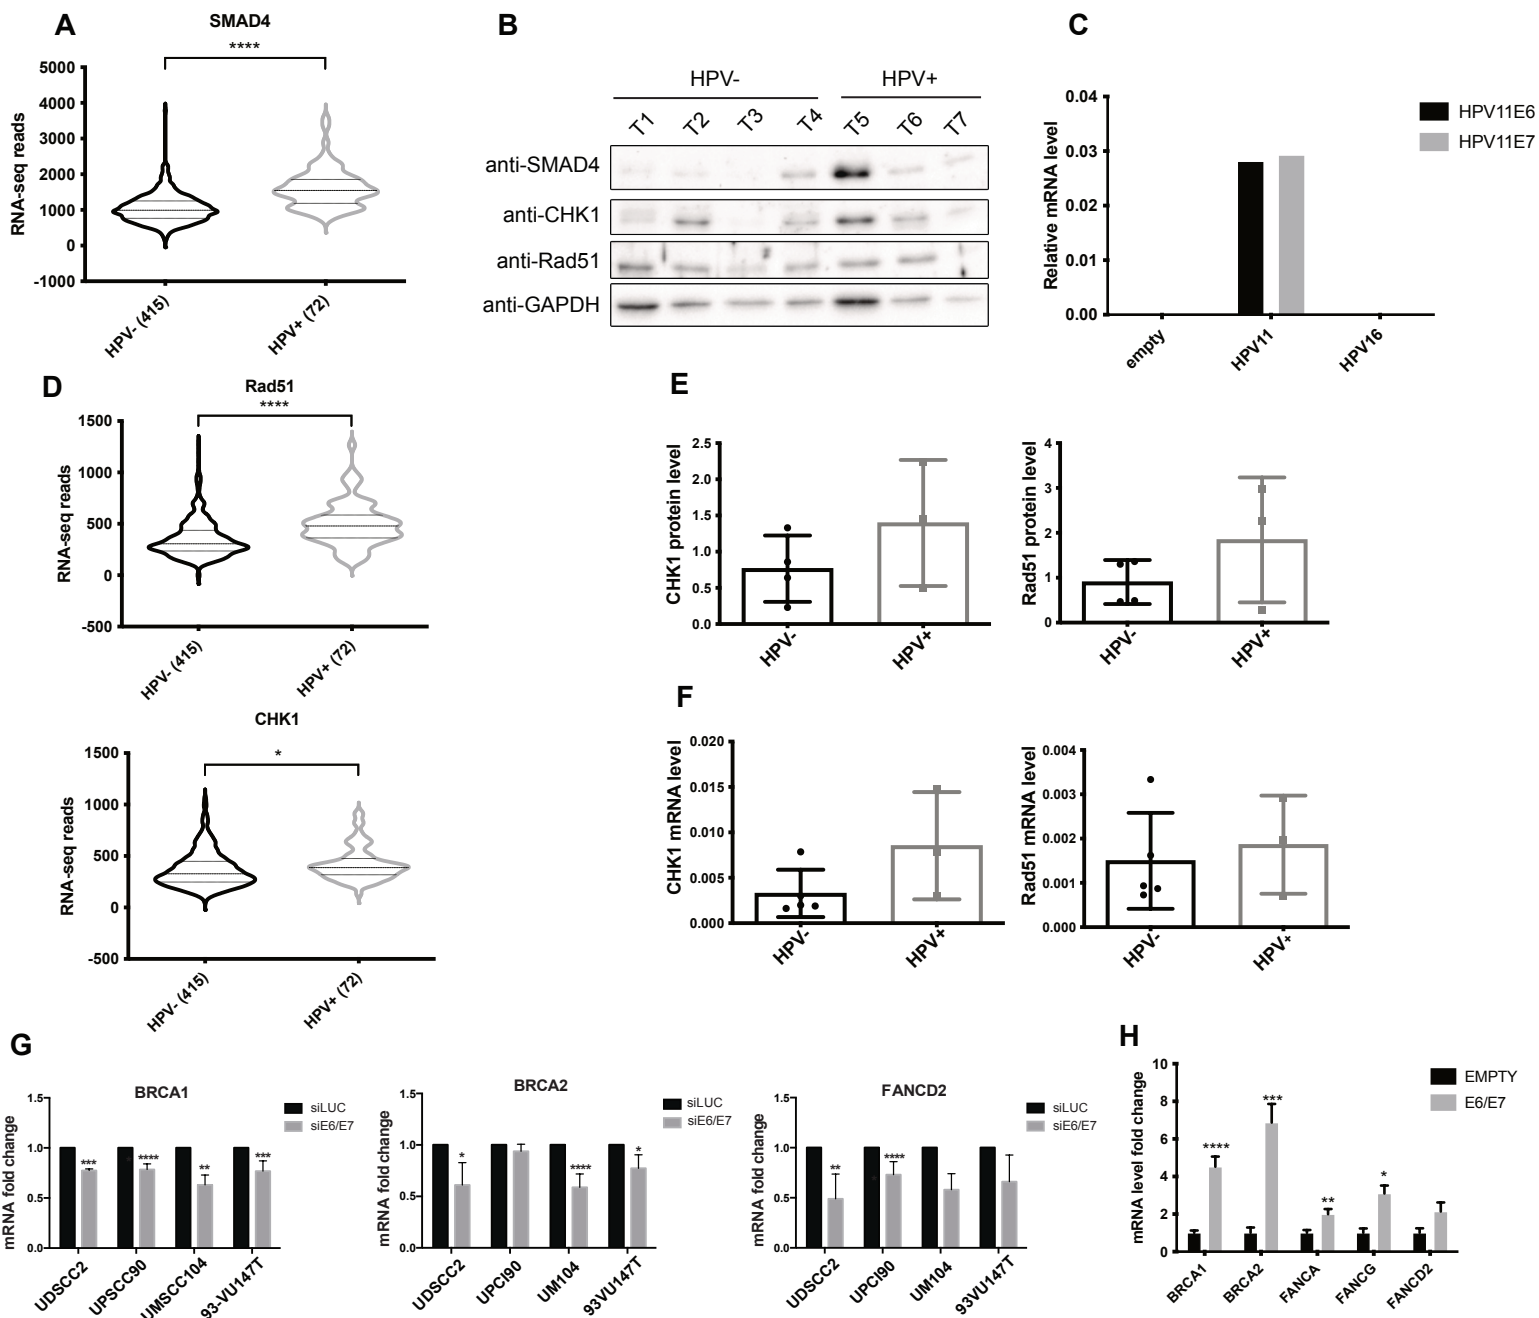 A
SMAD4
****
RNA-seq reads
5000
4000
3000
2000
1000
0
-1000
HPV- (415)
HPV+ (72)
B
HPV-
HPV+
T1
T2
T3
T4
T5
T6
T7
anti-SMAD4
anti-CHK1
anti-Rad51
anti-GAPDH
C
Relative mRNA level
0.04
0.03
0.02
0.01
0.00
empty
HPV11
HPV16
HPV11E6
HPV11E7
D
Rad51
****
RNA-seq reads
1500
1000
500
0
-500
HPV- (415)
HPV+ (72)
CHK1
*
RNA-seq reads
1500
1000
500
0
-500
HPV- (415)
HPV+ (72)
E
CHK1 protein level
2.5
2.0
1.5
1.0
0.5
0.0
HPV-
HPV+
Rad51 protein level
4
3
2
1
0
HPV-
HPV+
F
CHK1 mRNA level
0.020
0.015
0.010
0.005
0.000
HPV-
HPV+
Rad51 mRNA level
0.004
0.003
0.002
0.001
0.000
HPV-
HPV+
G
BRCA1
mRNA fold change
1.5
1.0
0.5
0.0
***
****
**
***
UDSCC2
UPSCC90
UMSCC104
93-VU147T
siLUC
siE6/E7
BRCA2
mRNA fold change
1.5
1.0
0.5
0.0
*
****
*
UDSCC2
UPCI90
UM104
93VU147T
siLUC
siE6/E7
FANCD2
mRNA fold change
1.5
1.0
0.5
0.0
**
****
UDSCC2
UPCI90
UM104
93VU147T
siLUC
siE6/E7
H
mRNA level fold change
10
8
6
4
2
0
****
***
**
*
BRCA1
BRCA2
FANCA
FANCG
FANCD2
EMPTY
E6/E7